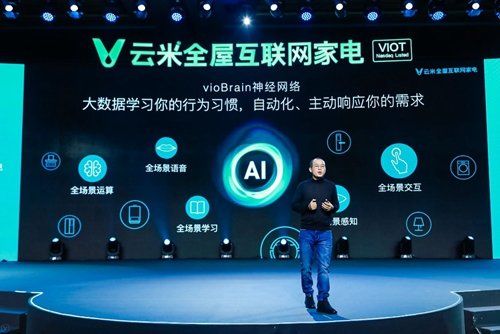 云米全屋互联网家电
VIOT
Nasdaq Listed
云米全屋互联网家电
vioBrain神经网络
大数据学习你的行为习惯，自动化、主动响应你的需求
全场景语音
全场景运算
AI
全场景交互
全场景学习
景感知